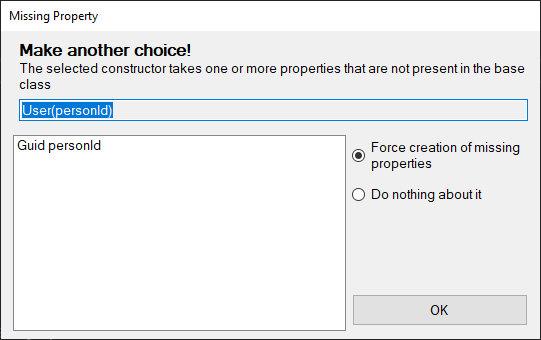 Missing Property
Make another choice!
The selected constructor takes one or more properties that are not present in the base
class
User(personId)
Guid personId
Force creation of missing
properties
Do nothing about it
OK